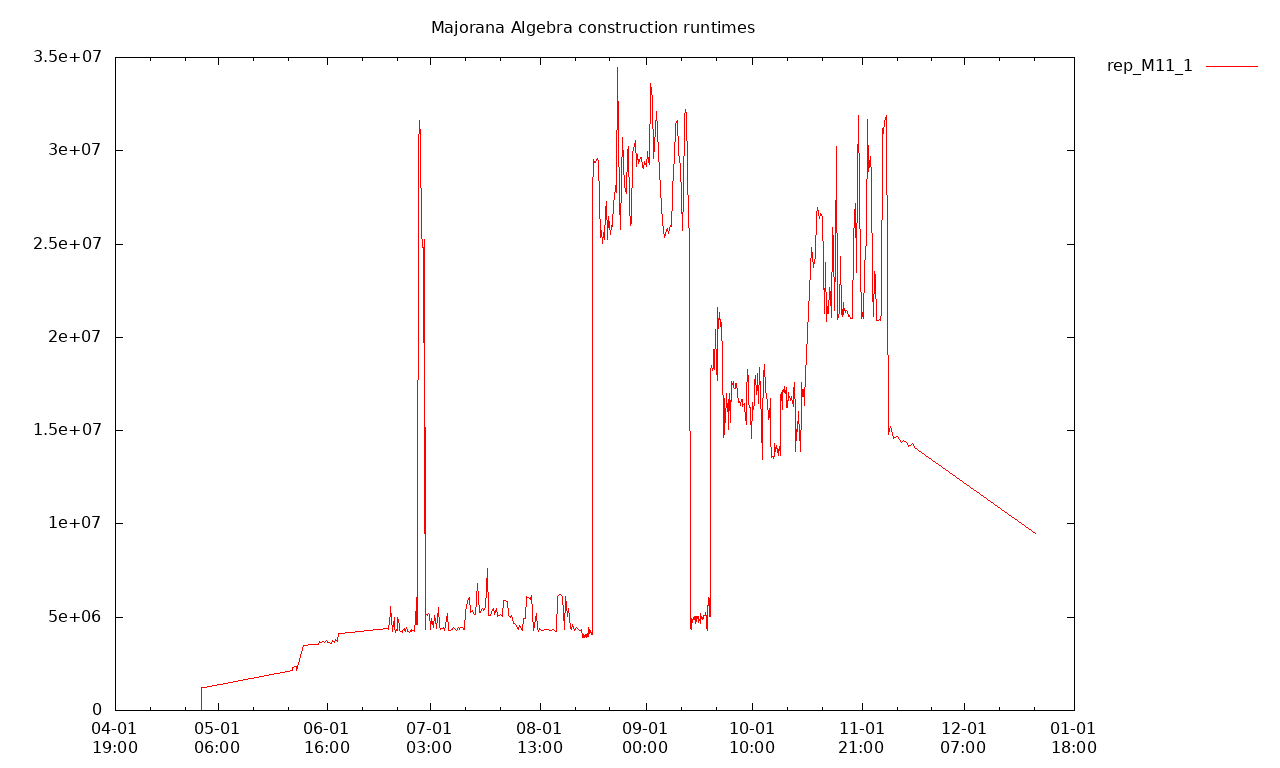 Majorana Algebra construction runtimes
rep_M11_1
3.5e+07
3e+07
2.5e+07
2e+07
1.5e+07
1e+07
5e+06
0
04-01 05-01 06-01 07-01 08-01 09-01 10-01 11-01 12-01 01-01
19:00 06:00 16:00 03:00 13:00 00:00 10:00 21:00 07:00 18:00